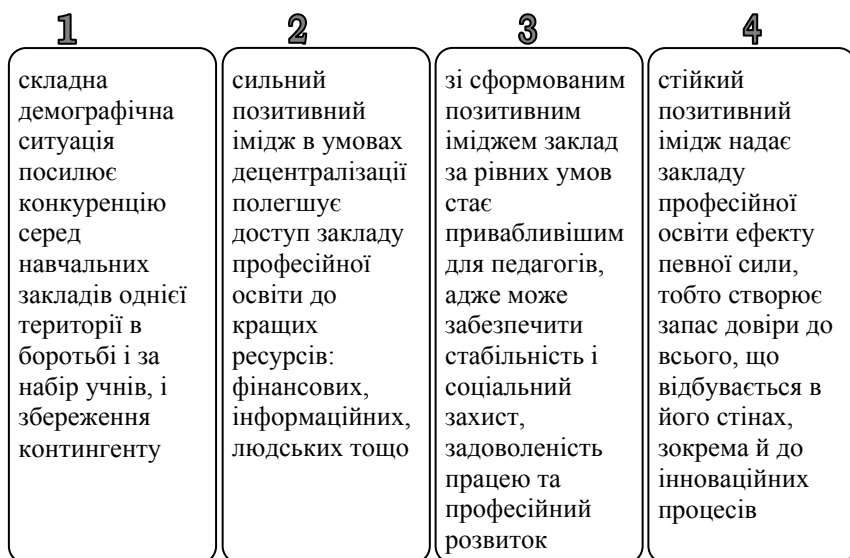 1
складна
демографічна
ситуація
посилює
конкуренцію
серед
навчальних
закладів однієї
території в
боротьбі і за
набір учнів, і
збереження
контингенту
2
сильний
позитивний
імідж в умовах
децентралізації
полегшує
доступ закладу
професійної
освіти до
кращих
ресурсів:
фінансових,
інформаційних,
людських тощо
3
зі сформованим
позитивним
іміджем заклад
за рівних умов
стає
привабливішим
для педагогів,
адже може
забезпечити
стабільність і
соціальний
захист,
задоволеність
працею та
професійний
розвиток
4
стійкий
позитивний
імідж надає
закладу
професійної
освіти ефекту
певної сили,
тобто створює
запас довіри до
всього, що
відбувається в
його стінах,
зокрема й до
інноваційних
процесів